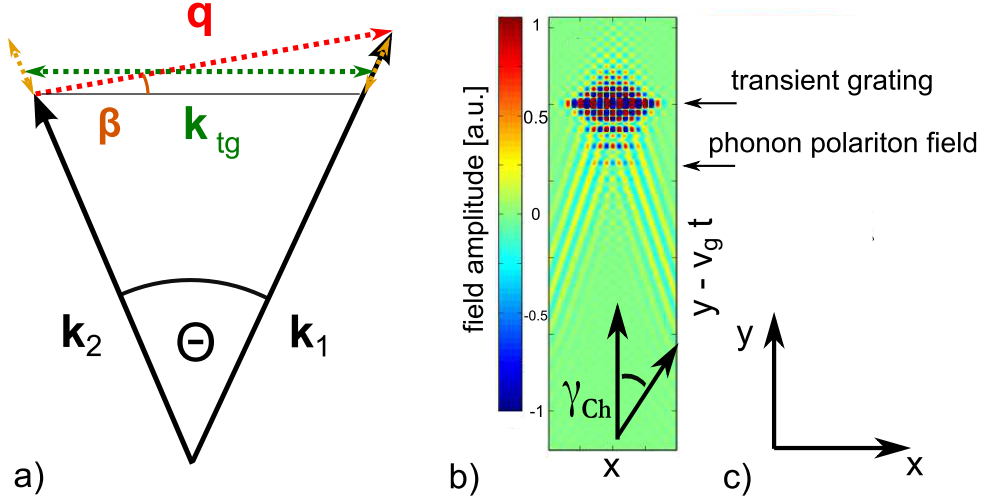 q
β
k tg
k2
Θ
k1
a)
field amplitude [a.u.]
1
0.5
0
-0.5
-1
γCh
x
b)
transient grating
phonon polariton field
y - vg t
y
x
c)